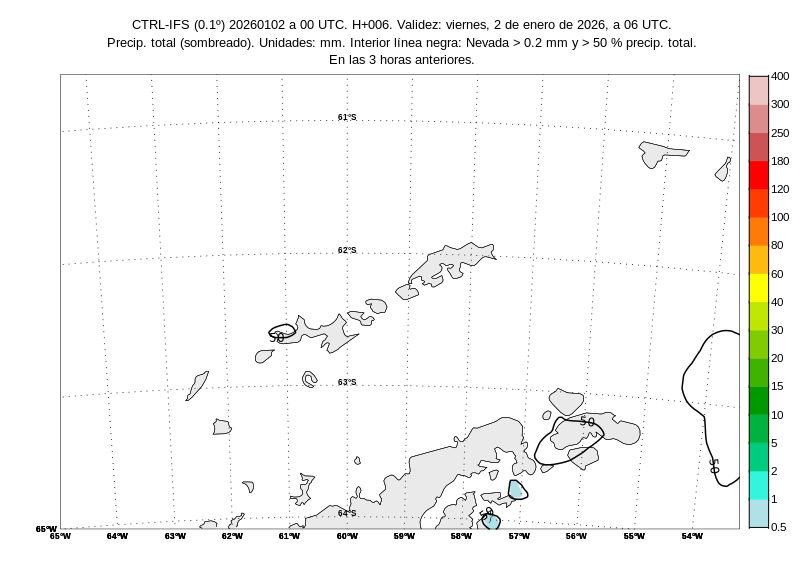 CTRL-IFS (0.1º) 20260102 a 00 UTC. H+006. Validez: viernes, 2 de enero de 2026, a 06 UTC.
Precip. total (sombreado). Unidades: mm. Interior línea negra: Nevada > 0.2 mm y > 50 % precip. total.
En las 3 horas anteriores.
400
300
250
180
120
100
80
60
40
30
20
15
10
5
2
1
0.5
61°S
62°S
63°S
64°S
50
50
50
50
65°W
65°W 64°W 63°W 62°W 61°W 60°W 59°W 58°W 57°W 56°W 55°W 54°W